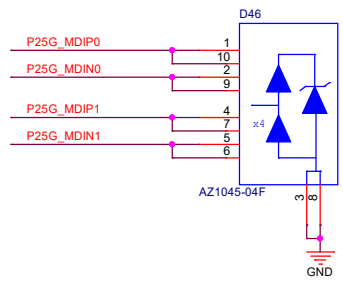 D46
P25G_MDIP0
1
10
P25G_MDIN0
2
9
P25G_MDIP1
4
7
P25G_MDIN1
5
6
x4
AZ1045-04F
3
8
GND